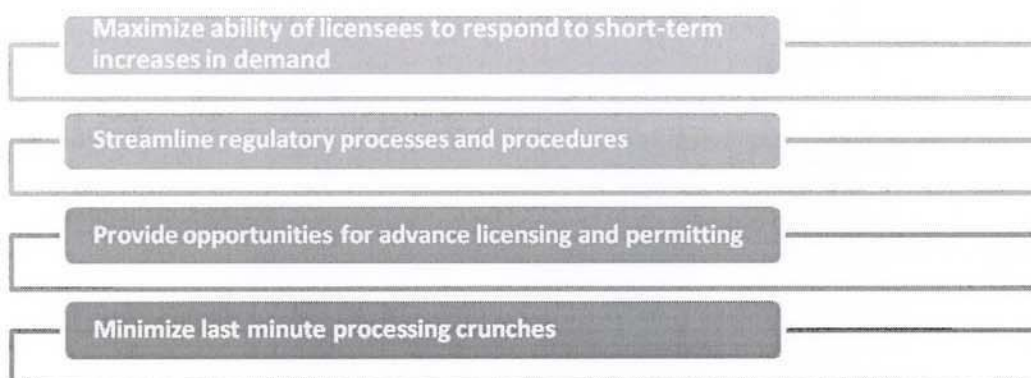 Maximize ability of licensees to respond to short-term
increases in demand
Streamline regulatory processes and procedures
Provide opportunities for advance licensing and permitting
Minimize last minute processing crunches